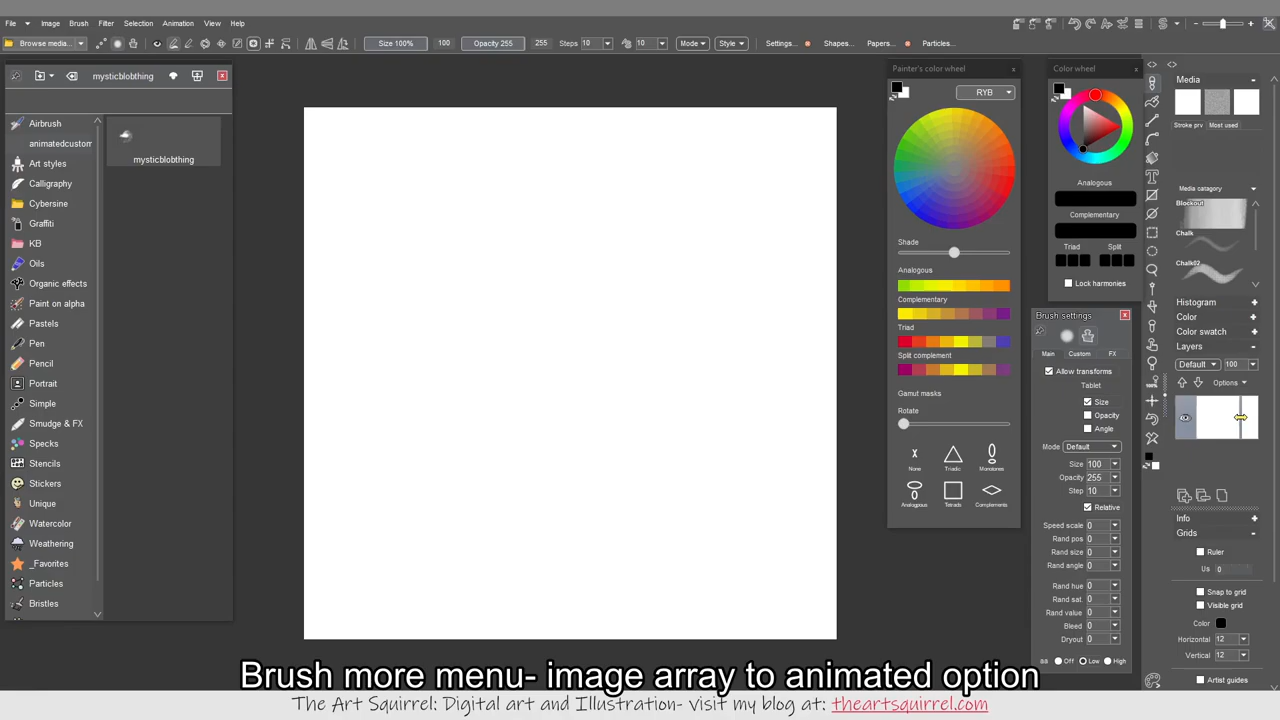 File Image Brush Filter Selection Animation View Help
Browse media... Size 100% 100 Opacity 255 255 Steps 10 10 Mode Style Settings... Shapes... Papers... Particles...
mysticblobthing
Airbrush
animatedcustom
Art styles
Calligraphy
Cybersine
Graffiti
KB
Oils
Organic effects
Paint on alpha
Pastels
Pen
Pencil
Portrait
Simple
Smudge & FX
Specks
Stencils
Stickers
Unique
Watercolor
Weathering
_Favorites
Particles
Bristles
mysticblobthing
Painter's color wheel x
RYB
Shade
Analogous
Complementary
Triad
Split complement
Gamut masks
Rotate
None Triadic Monotones
Analogous Tetrads Complements
Color wheel x
Analogous
Complementary
Triad Split
Lock harmonies
Brush settings
Main Custom FX
Allow transforms
Tablet
Size
Opacity
Angle
Mode Default
Size 100
Opacity 255
Step 10
Relative
Speed scale 0
Rand pos 0
Rand size 0
Rand angle 0
Rand hue 0
Rand sat. 0
Rand value 0
Bleed 0
Dryout 0
aa Off Low High
Media
Stroke prv Most used
Media catagory
Blockout
Chalk
Chalk02
Histogram
Color
Color swatch
Layers
Default 100
Options
Info
Grids
Ruler
Us 0
Snap to grid
Visible grid
Color
Horizontal 12
Vertical 12
Artist guides
Brush more menu- image array to animated option
The Art Squirrel: Digital art and Illustration- visit my blog at: theartsquirrel.com